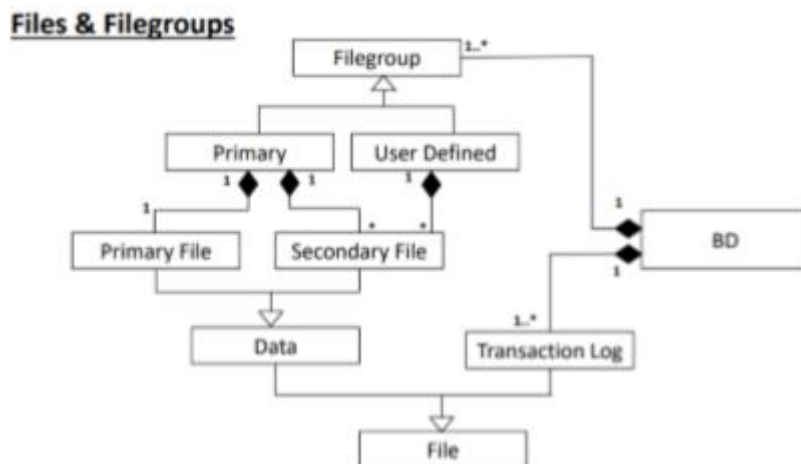 Files & Filegroups
Filegroup
1..*
Primary
User Defined
1
1
1
1
1
*
*
Primary File
Secondary File
BD
1
1..*
Data
Transaction Log
File